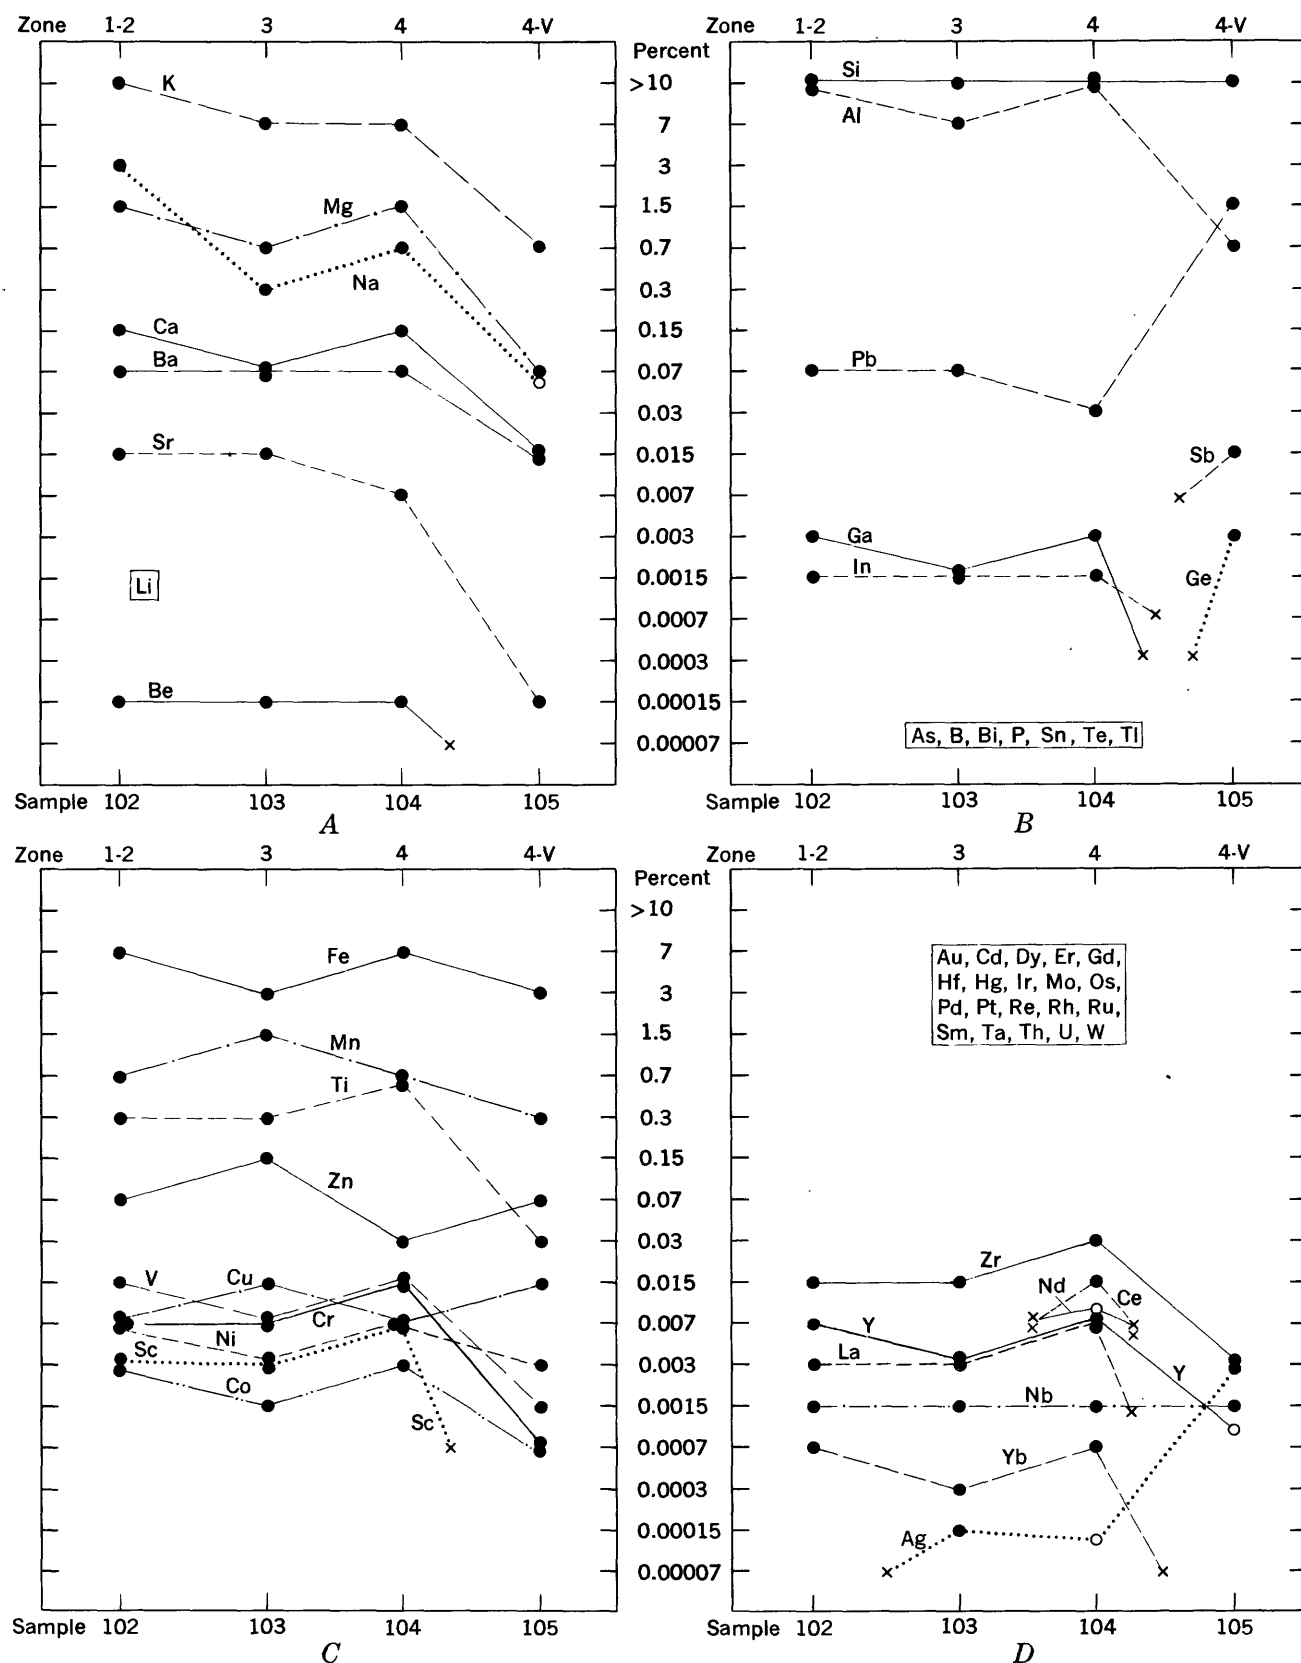 Zone 1-2 3 4 4-V
Zone 1-2 3 4 4-V
Percent
>10
7
3
1.5
0.7
0.3
0.15
0.07
0.03
0.015
0.007
0.003
0.0015
0.0007
0.0003
0.00015
0.00007
K
Mg
Na
Ca
Ba
Sr
Li
Be
Sample 102 103 104 105
A
Si
Al
Pb
Sb
Ga
In
Ge
As, B, Bi, P, Sn, Te, Tl
Sample 102 103 104 105
B
Zone 1-2 3 4 4-V
Zone 1-2 3 4 4-V
Percent
>10
7
3
1.5
0.7
0.3
0.15
0.07
0.03
0.015
0.007
0.003
0.0015
0.0007
0.0003
0.00015
0.00007
Fe
Mn
Ti
Zn
V
Cu
Cr
Ni
Sc
Co
Sc
Sample 102 103 104 105
C
Au, Cd, Dy, Er, Gd,
Hf, Hg, Ir, Mo, Os,
Pd, Pt, Re, Rh, Ru,
Sm, Ta, Th, U, W
Zr
Nd
Ce
Y
La
Y
Nb
Yb
Ag
Sample 102 103 104 105
D